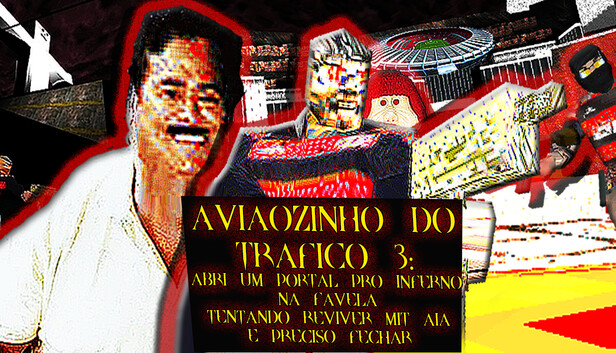 AVIAOZINHO DO
TRAFICO 3:
ABRI UM PORTAL PRO INFERNO
NA FAVELA
TENTANDO REVIVER MIT AIA
E PRECISO FECHAR